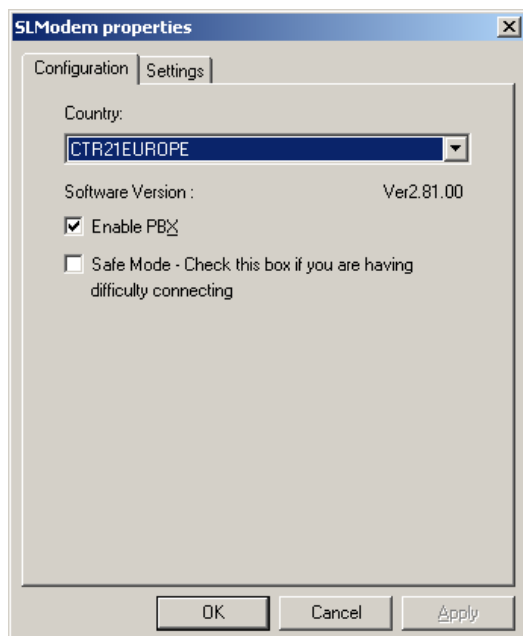 SLModem properties
Configuration Settings
Country:
CTR21EUROPE
Software Version : Ver2.81.00
Enable PBX
Safe Mode - Check this box if you are having
difficulty connecting
OK Cancel Apply